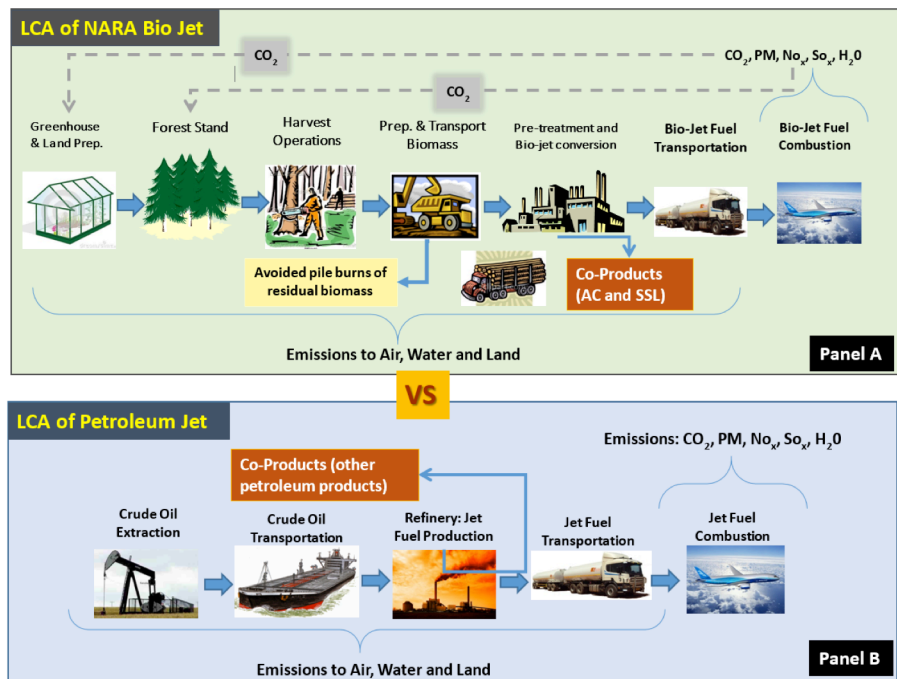 LCA of NARA Bio Jet
CO₂
CO₂, PM, Noₓ, Soₓ, H₂0
CO₂
Greenhouse
& Land Prep.
Forest Stand
Harvest
Operations
Prep. & Transport
Biomass
Pre-treatment and
Bio-jet conversion
Bio-Jet Fuel
Transportation
Bio-Jet Fuel
Combustion
Avoided pile burns of
residual biomass
Co-Products
(AC and SSL)
Emissions to Air, Water and Land
Panel A
VS
LCA of Petroleum Jet
Emissions: CO₂, PM, Noₓ, Soₓ, H₂0
Co-Products (other
petroleum products)
Crude Oil
Extraction
Crude Oil
Transportation
Refinery: Jet
Fuel Production
Jet Fuel
Transportation
Jet Fuel
Combustion
Emissions to Air, Water and Land
Panel B